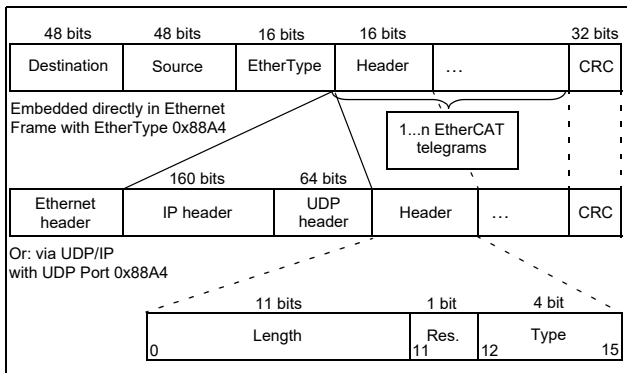 48 bits 48 bits 16 bits 16 bits 32 bits
Destination Source EtherType Header ... CRC
Embedded directly in Ethernet
Frame with EtherType 0x88A4
1...n EtherCAT
telegrams
160 bits 64 bits
Ethernet
header
IP header
UDP
header
Header ... CRC
Or: via UDP/IP
with UDP Port 0x88A4
11 bits 1 bit 4 bit
Length Res. Type
0 11 12 15